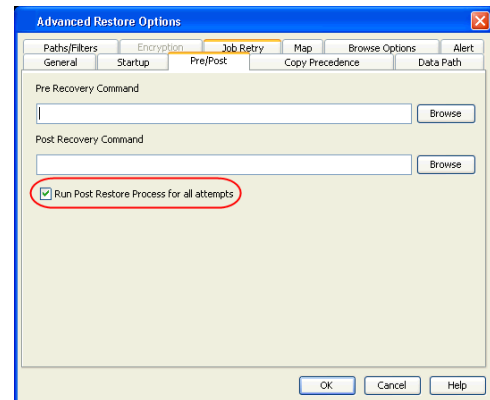 Advanced Restore Options
Paths/Filters Encryption Job Retry Map Browse Options Alert
General Startup Pre/Post Copy Precedence Data Path
Pre Recovery Command
Browse
Post Recovery Command
Browse
Run Post Restore Process for all attempts
OK Cancel Help